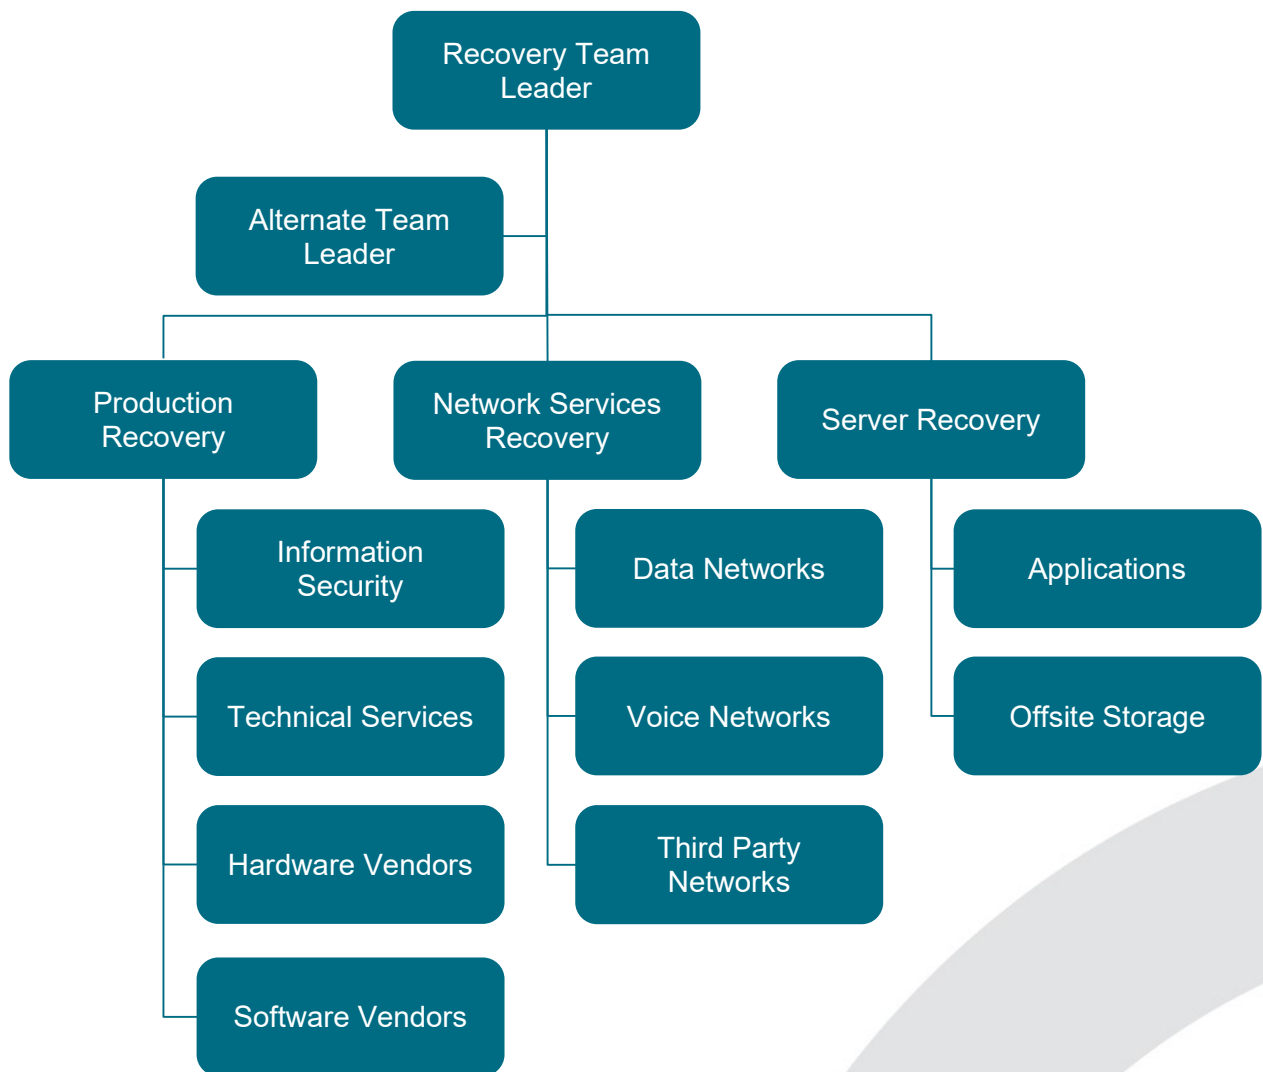 Recovery Team
Leader
Alternate Team
Leader
Production
Recovery
Network Services
Recovery
Server Recovery
Information
Security
Data Networks
Applications
Technical Services
Voice Networks
Offsite Storage
Hardware Vendors
Third Party
Networks
Software Vendors